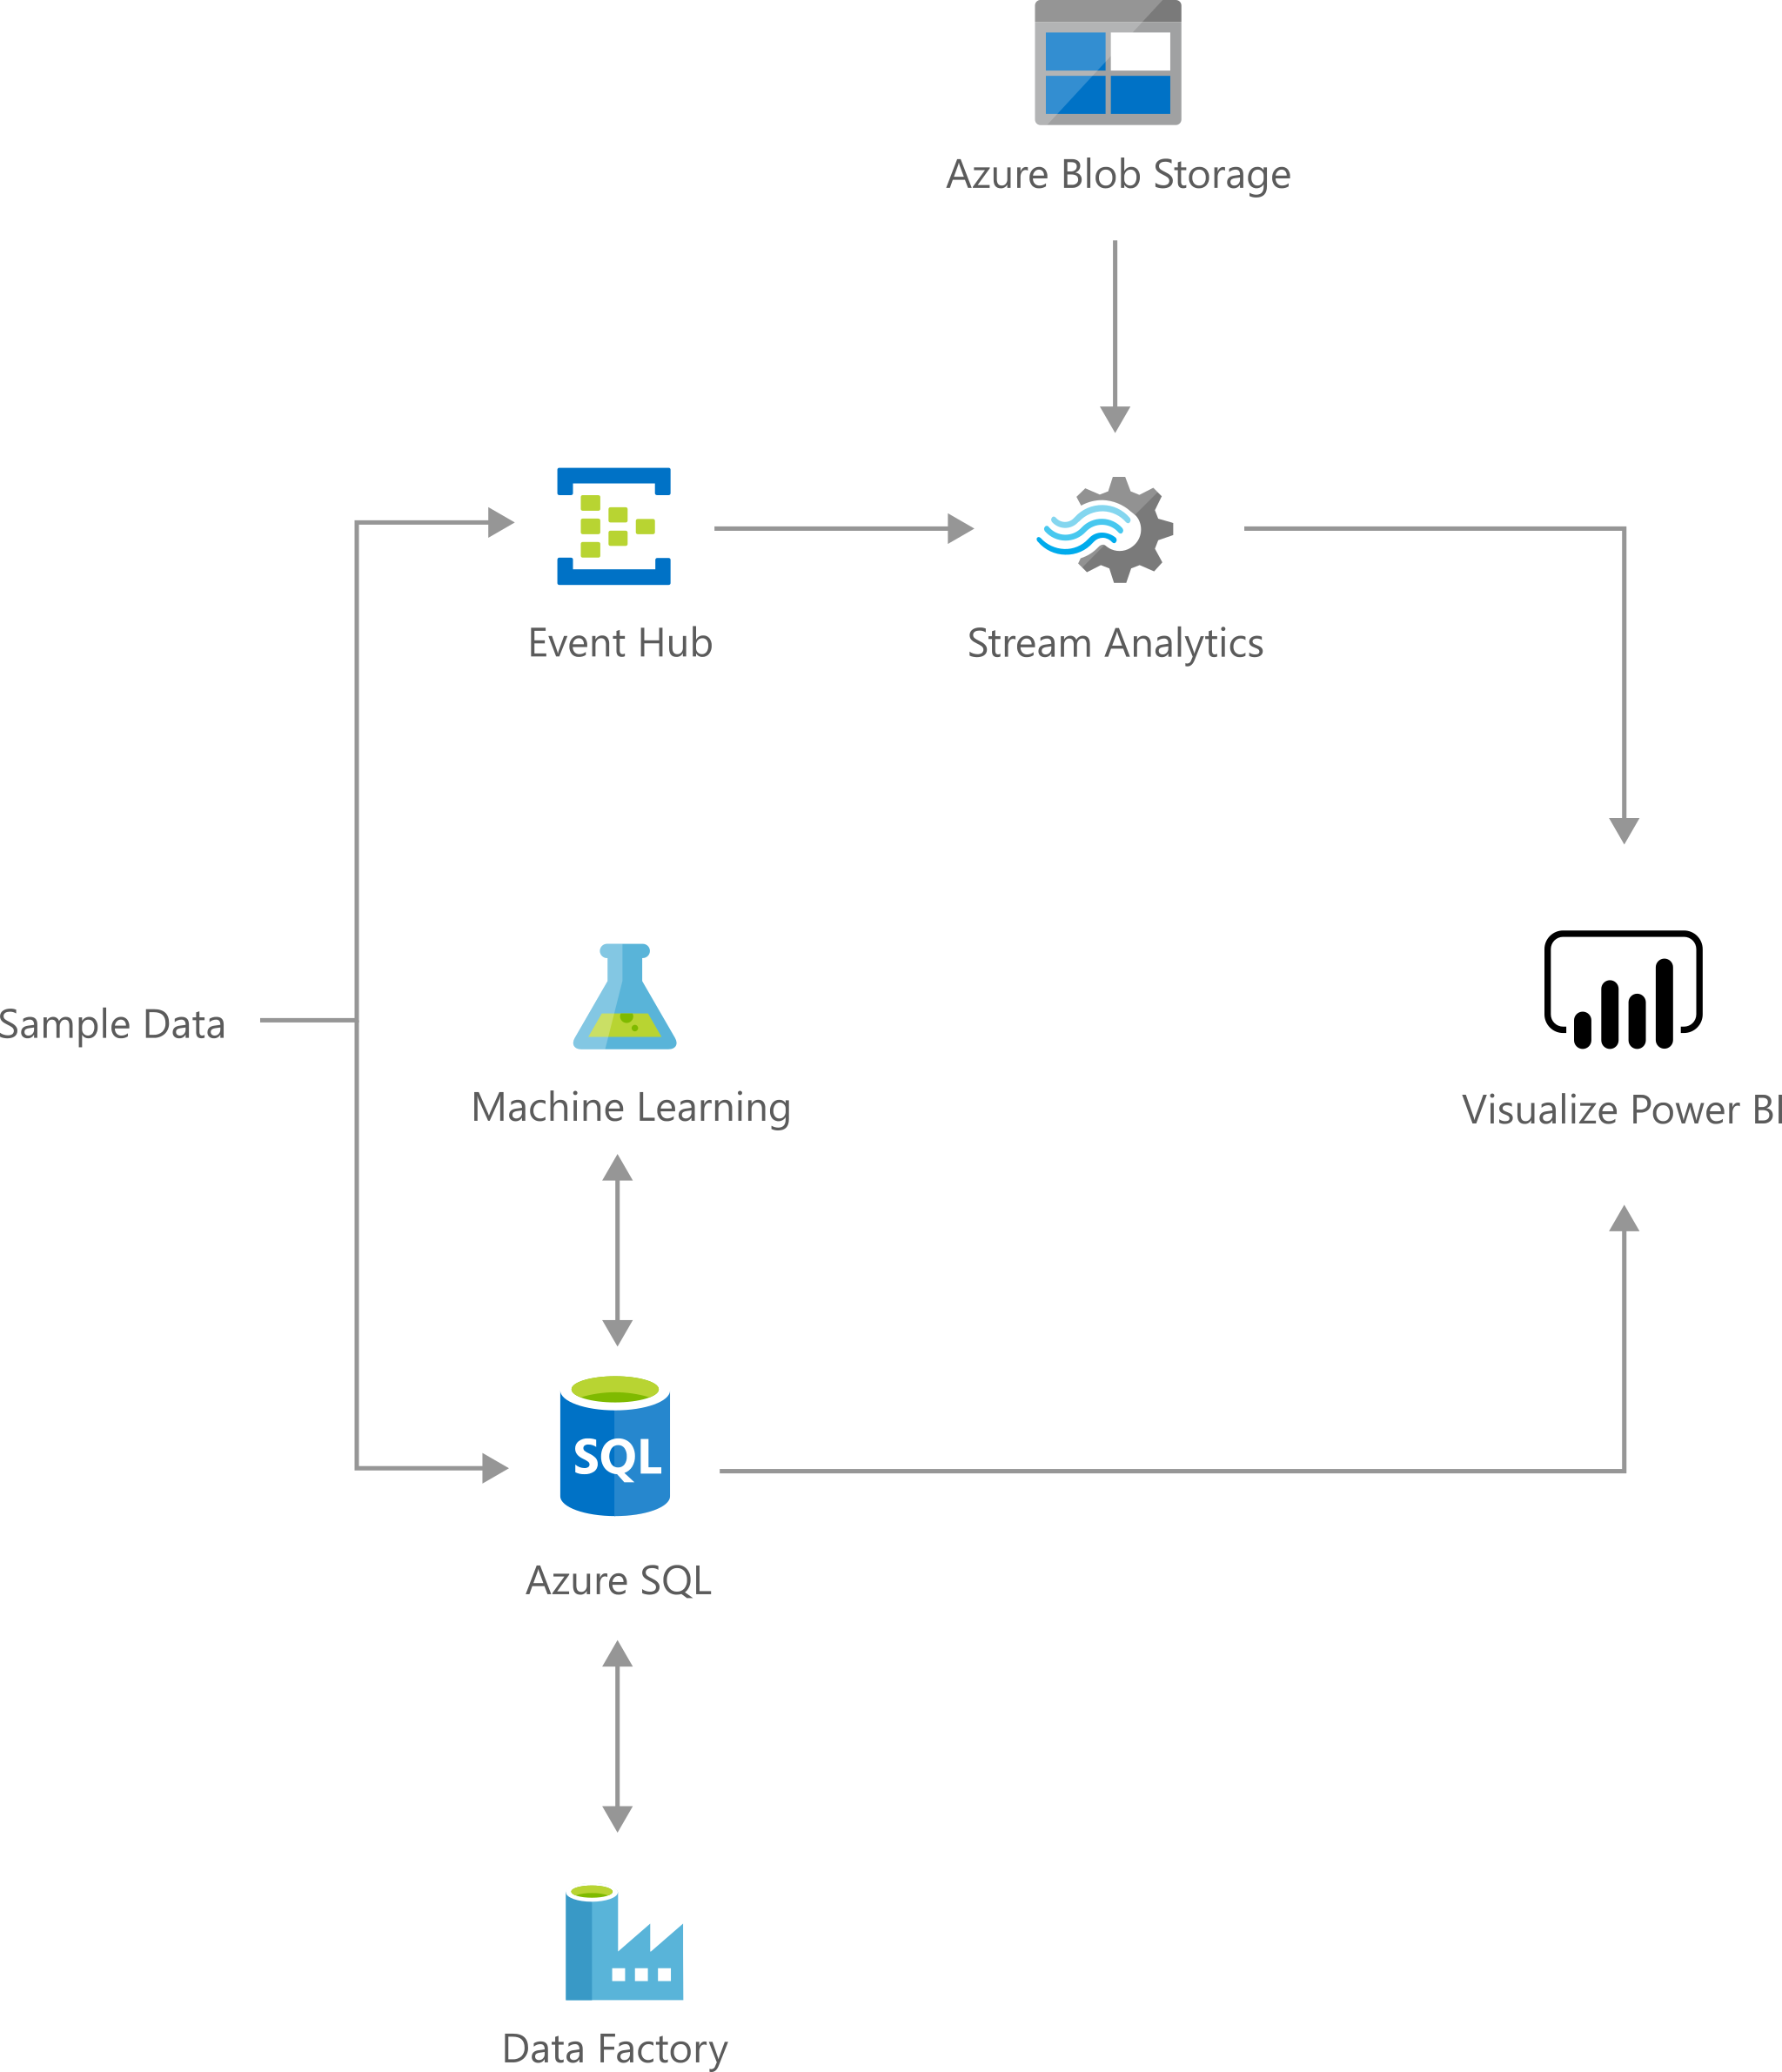 Azure Blob Storage
Event Hub
Stream Analytics
Sample Data
Machine Learning
Visualize Power BI
SQL
Azure SQL
Data Factory